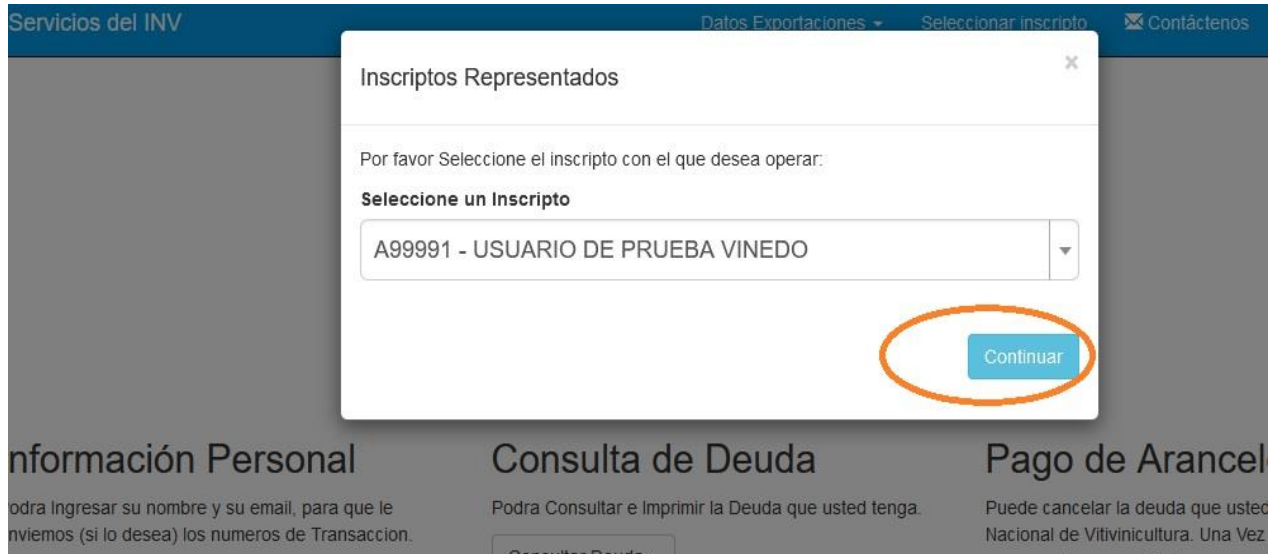 Servicios del INV
Datos Exportaciones
Seleccionar inscripto
Contáctenos
Inscriptos Representados
×
Por favor Seleccione el inscripto con el que desea operar:
Seleccione un Inscripto
A99991 - USUARIO DE PRUEBA VINEDO
Continuar
nformación Personal
odra Ingresar su nombre y su email, para que le
nviemos (si lo desea) los numeros de Transaccion.
Consulta de Deuda
Podra Consultar e Imprimir la Deuda que usted tenga.
Consultar Deuda
Pago de Arancel
Puede cancelar la deuda que usted
Nacional de Vitivinicultura. Una Vez